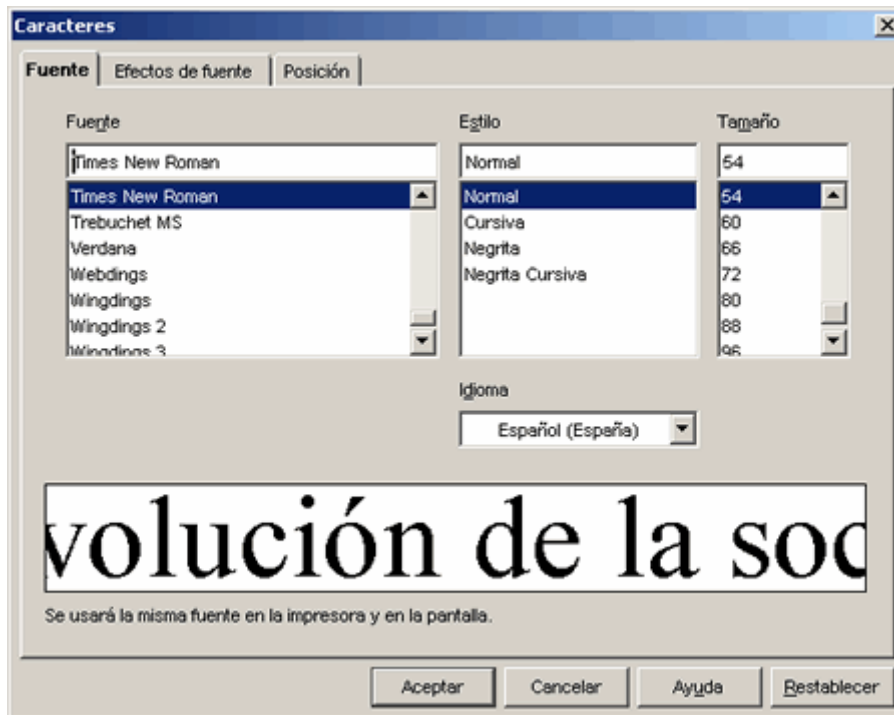 Caracteres
Fuente
Efectos de fuente
Posición
Fuente
Estilo
Tamaño
Times New Roman
Normal
54
Times New Roman
Normal
54
Trebuchet MS
Cursiva
60
Verdana
Negrita
66
Webdings
Negrita Cursiva
72
Wingdings
80
Wingdings 2
88
Wingdings 3
96
Idioma
Español (España)
volución de la soc
Se usará la misma fuente en la impresora y en la pantalla.
Aceptar
Cancelar
Ayuda
Restablecer